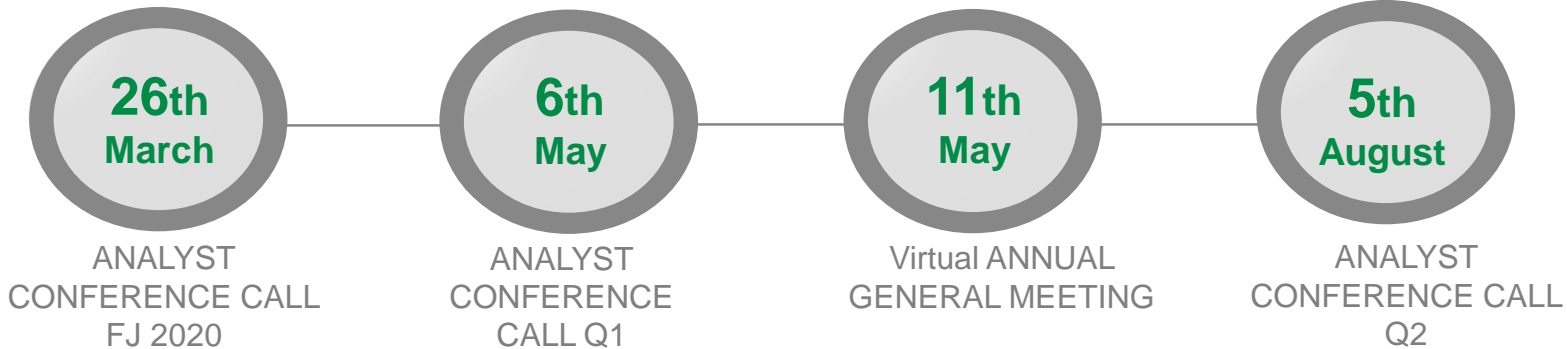 26th
March
ANALYST
CONFERENCE CALL
FJ 2020
6th
May
ANALYST
CONFERENCE
CALL Q1
11th
May
Virtual ANNUAL
GENERAL MEETING
5th
August
ANALYST
CONFERENCE CALL
Q2